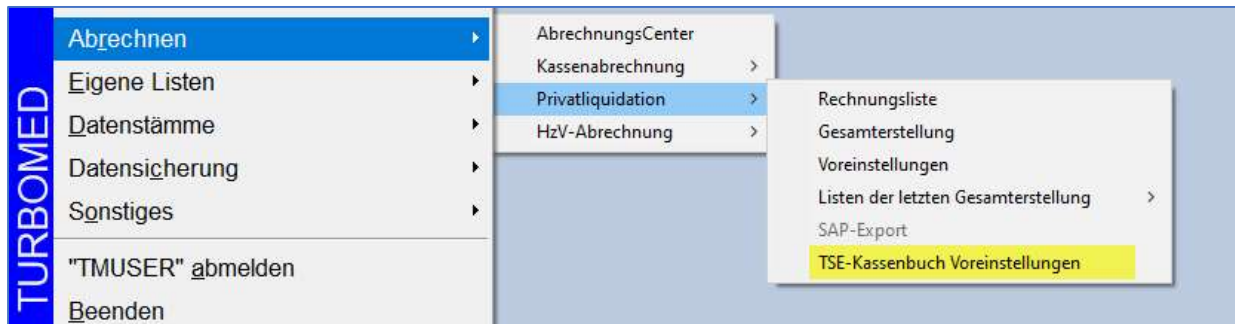 TURBOMED
Abrechnen
Eigene Listen
Datenstämme
Datensicherung
Sonstiges
"TMUSER" abmelden
Beenden
AbrechnungsCenter
Kassenabrechnung
Privatliquidation
HzV-Abrechnung
Rechnungsliste
Gesamterstellung
Voreinstellungen
Listen der letzten Gesamterstellung
SAP-Export
TSE-Kassenbuch Voreinstellungen